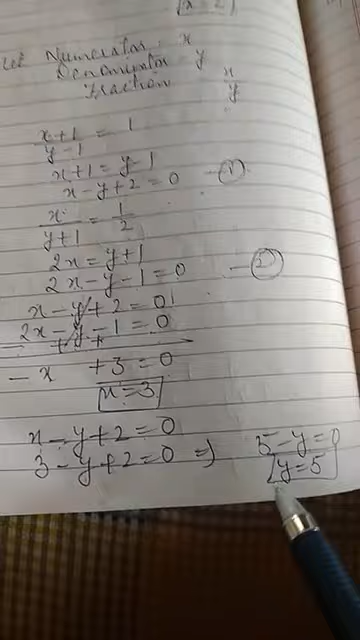 Let Numerator = x
Denominator = y
Fraction x/y
x+1/y-1 = 1
x+1 = y-1
x-y+2=0 —(1)
x/y+1 = 1/2
2x = y+1
2x-y-1=0 —(2)
x-y+2=0
2x-y-1=0
- + +
-x +3=0
x=3
x-y+2=0
3-y+2=0 ⇒ 5-y=0
y=5